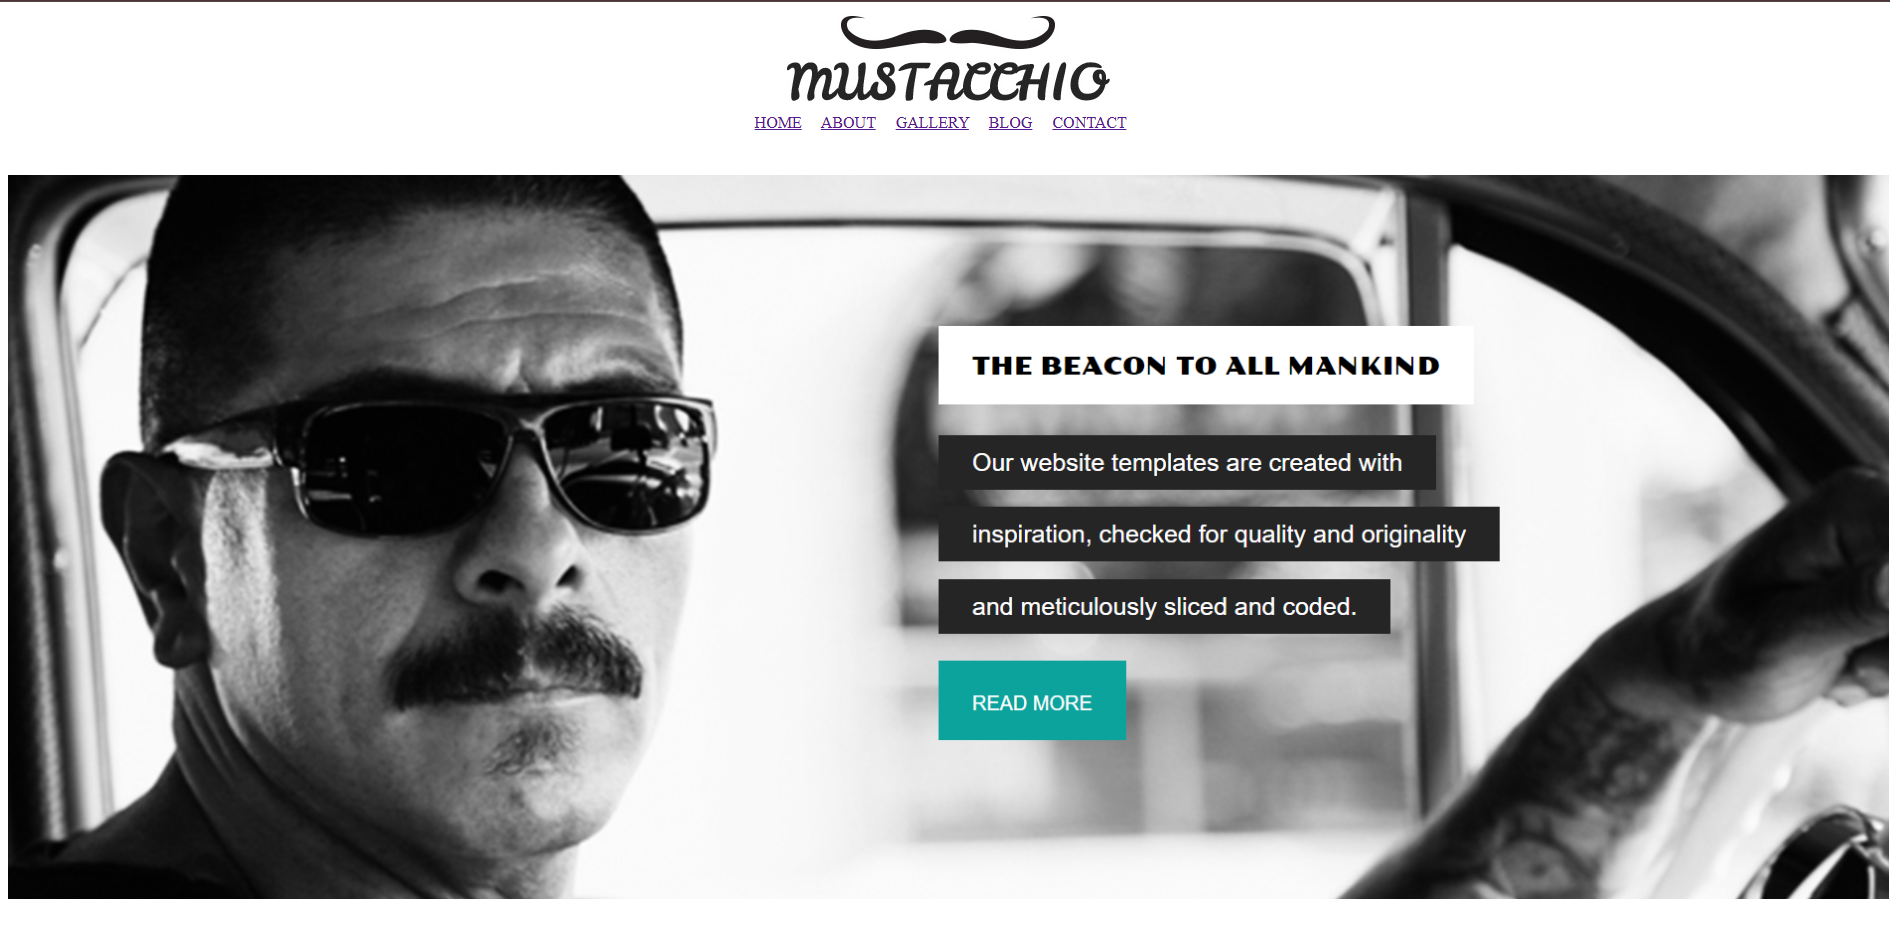 MUSTACCHIO
HOME ABOUT GALLERY BLOG CONTACT
THE BEACON TO ALL MANKIND
Our website templates are created with
inspiration, checked for quality and originality
and meticulously sliced and coded.
READ MORE